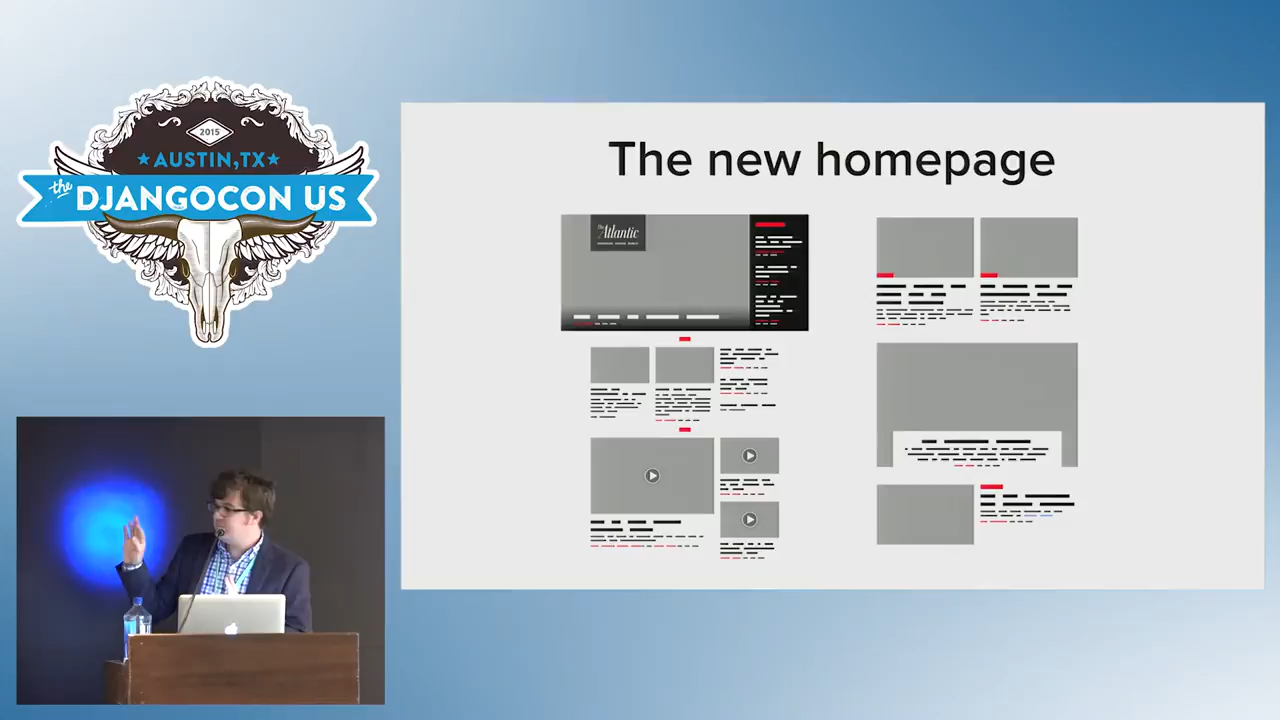 2015
AUSTIN, TX
the
DJANGOCON US
The new homepage
The
Atlantic